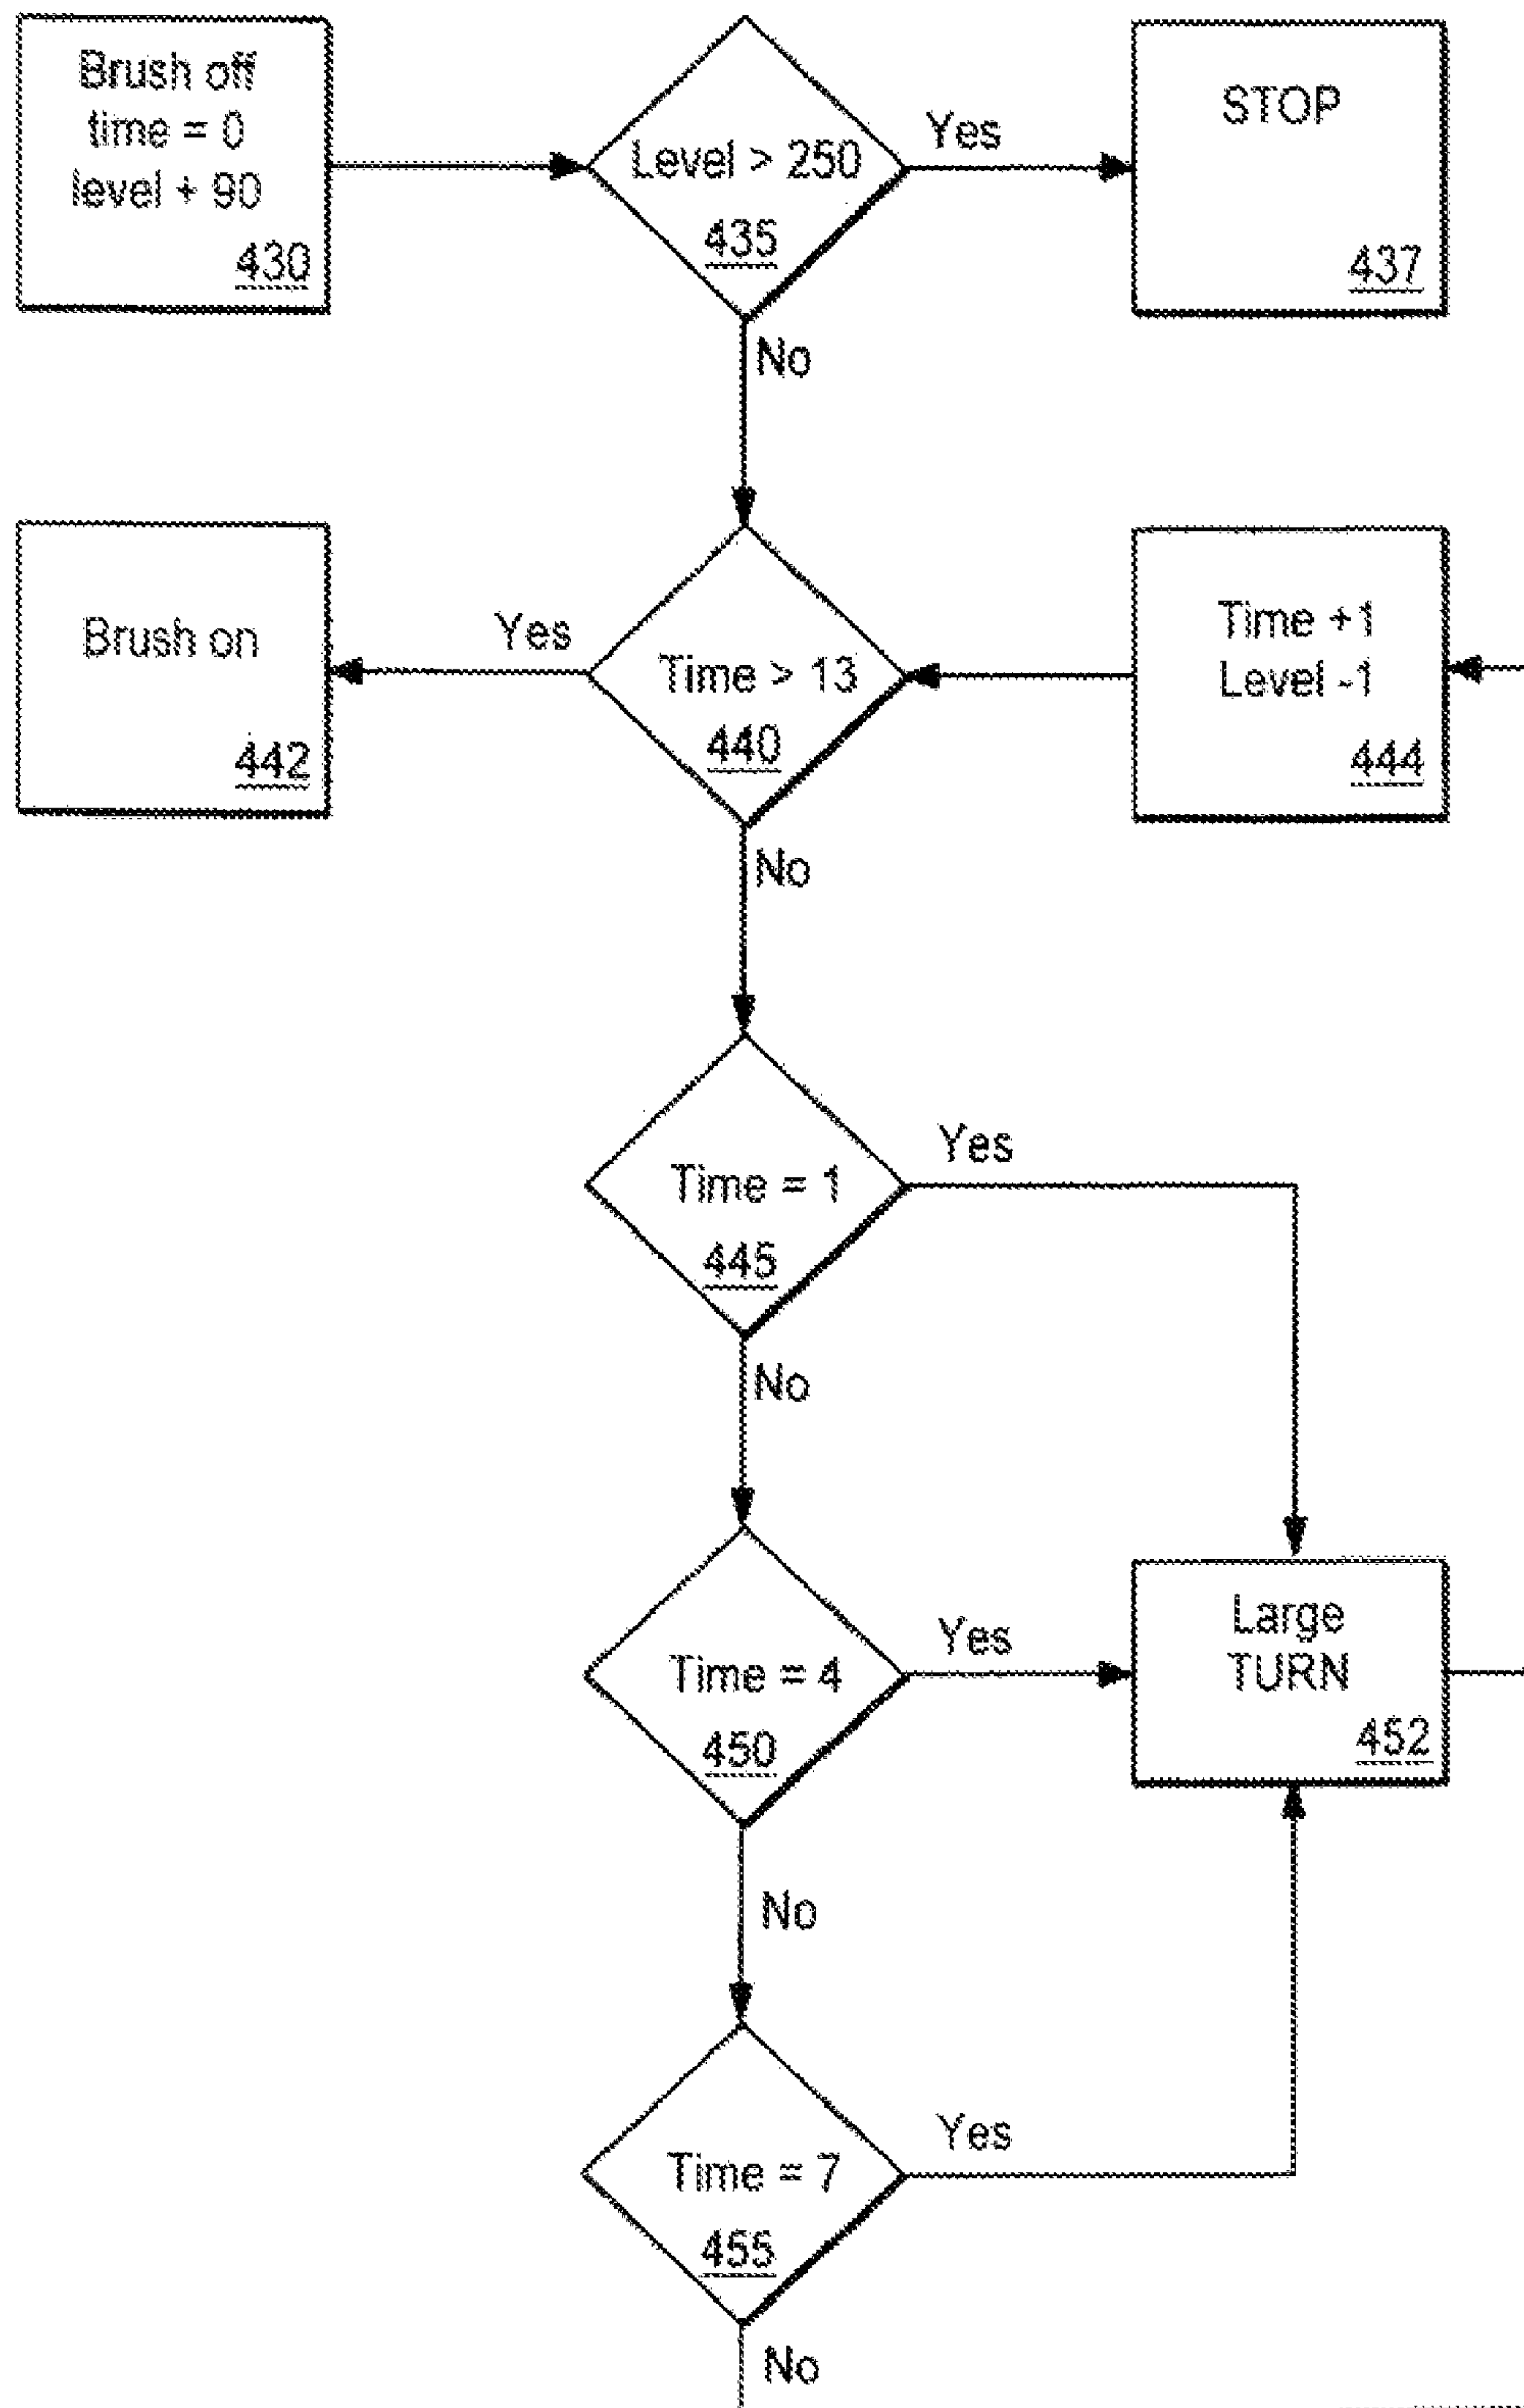 Brush off
time = 0
level + 90
430
Level > 250
435
Yes
STOP
437
No
Brush on
442
Yes
Time > 13
440
Time +1
Level -1
444
No
Time = 1
445
Yes
No
Time = 4
450
Yes
Large
TURN
452
No
Time = 7
455
Yes
No